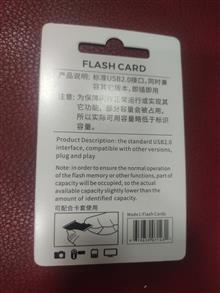 FLASH CARD
产品说明：标准USB2.0接口，同时兼
容其它版本，即插即用
注意：为保障闪存正常运行或实现其
它功能，部分容量会被占用，
所以实际可用容量略低于标识
容量。
Product Description: the standard USB2.0
interface, compatible with other versions,
plug and play
Note: in order to ensure the normal operation
of the flash memory or other functions, part of
capacity will be occupied, so the actual
available capacity slightly lower than the
amount of identified capacity.
可配合卡套使用